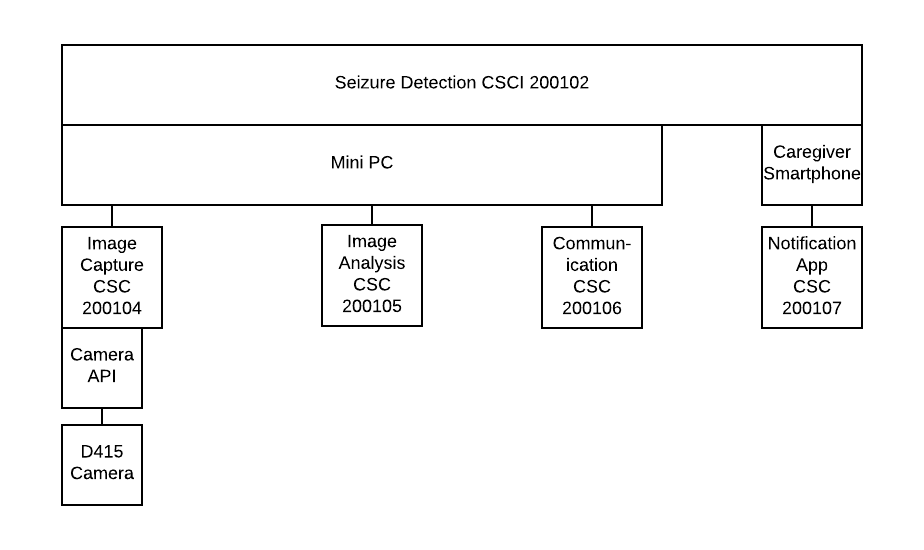 Seizure Detection CSCI 200102
Mini PC
Caregiver
Smartphone
Image
Capture
CSC
200104
Image
Analysis
CSC
200105
Commun-
ication
CSC
200106
Notification
App
CSC
200107
Camera
API
D415
Camera